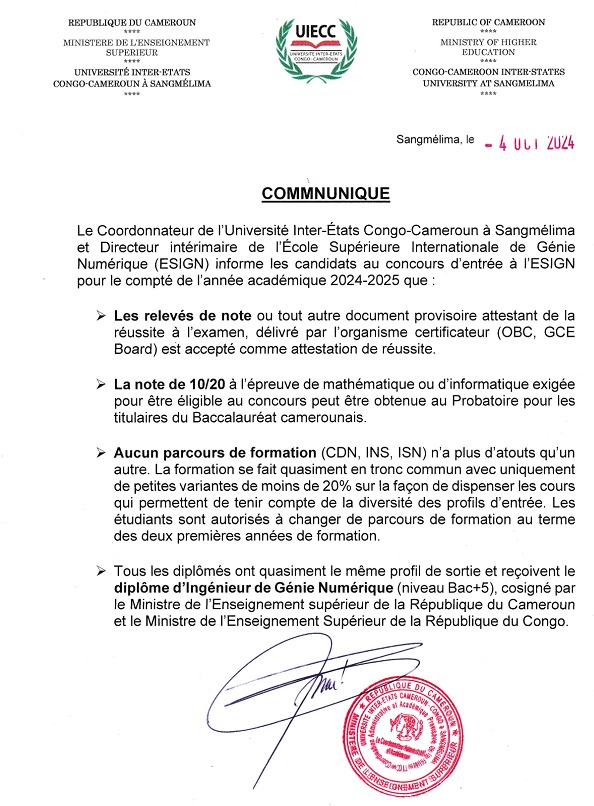 REPUBLIQUE DU CAMEROUN
****
MINISTERE DE L'ENSEIGNEMENT
SUPERIEUR
****
UNIVERSITÉ INTER-ETATS
CONGO-CAMEROUN À SANGMÉLIMA
****
UIECC
UNIVERSITE INTER-ETATS
CONGO-CAMEROUN
REPUBLIC OF CAMEROON
****
MINISTRY OF HIGHER
EDUCATION
****
CONGO-CAMEROON INTER-STATES
UNIVERSITY AT SANGMELIMA
****
Sangmélima, le - 4 OCT 2024
COMMNUNIQUE
Le Coordonnateur de l'Université Inter-États Congo-Cameroun à Sangmélima
et Directeur intérimaire de l'École Supérieure Internationale de Génie
Numérique (ESIGN) informe les candidats au concours d'entrée à l'ESIGN
pour le compté de l'année académique 2024-2025 que :
➢ Les relevés de note ou tout autre document provisoire attestant de la
réussite à l'examen, délivré par l'organisme certificateur (OBC, GCE
Board) est accepté comme attestation de réussite.
➢ La note de 10/20 à l'épreuve de mathématique ou d'informatique exigée
pour être éligible au concours peut être obtenue au Probatoire pour les
titulaires du Baccalauréat camerounais.
➢ Aucun parcours de formation (CDN, INS, ISN) n'a plus d'atouts qu'un
autre. La formation se fait quasiment en tronc commun avec uniquement
de petites variantes de moins de 20% sur la façon de dispenser les cours
qui permettent de tenir compte de la diversité des profils d'entrée. Les
étudiants sont autorisés à changer de parcours de formation au terme
des deux premières années de formation.
➢ Tous les diplômés ont quasiment le même profil de sortie et reçoivent le
diplôme d'Ingénieur de Génie Numérique (niveau Bac+5), cosigné par
le Ministre de l'Enseignement supérieur de la République du Cameroun
et le Ministre de l'Enseignement Supérieur de la République du Congo.
REPUBLIQUE DU CAMEROUN
UNIVERSITE INTER-ETATS CAMEROUN-CONGO à SANGMELIMA
MINISTERE DE L'ENSEIGNEMENT SUPERIEUR